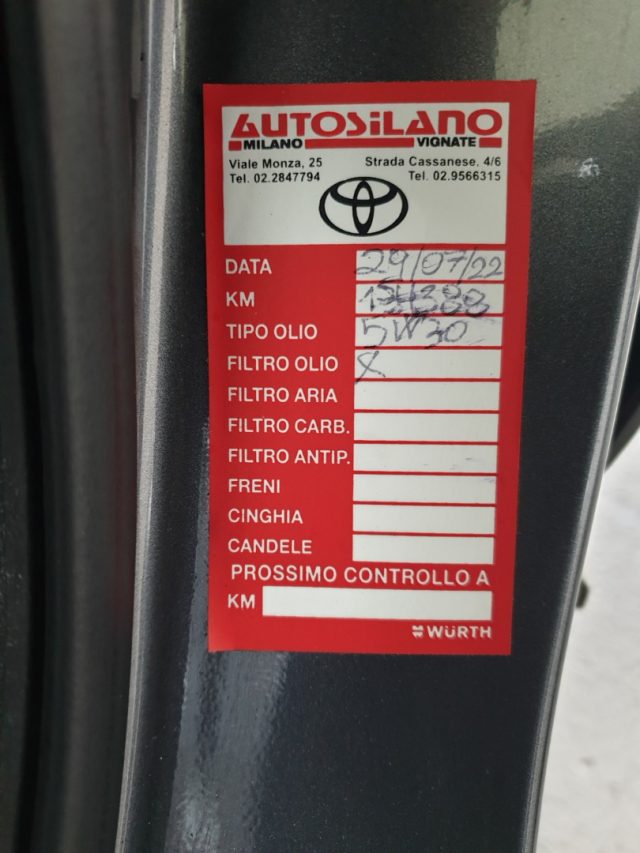 AUTOSILANO
MILANO VIGNATE
Viale Monza, 25 Strada Cassanese, 4/6
Tel. 02.2847794 Tel. 02.9566315
DATA 29/07/22
KM
TIPO OLIO 5W30
FILTRO OLIO X
FILTRO ARIA
FILTRO CARB.
FILTRO ANTIP.
FRENI
CINGHIA
CANDELE
PROSSIMO CONTROLLO A
KM
WÜRTH